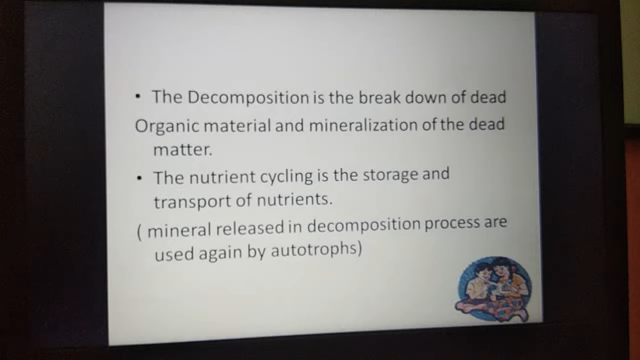 • The Decomposition is the break down of dead
Organic material and mineralization of the dead
matter.
• The nutrient cycling is the storage and
transport of nutrients.
( mineral released in decomposition process are
used again by autotrophs)